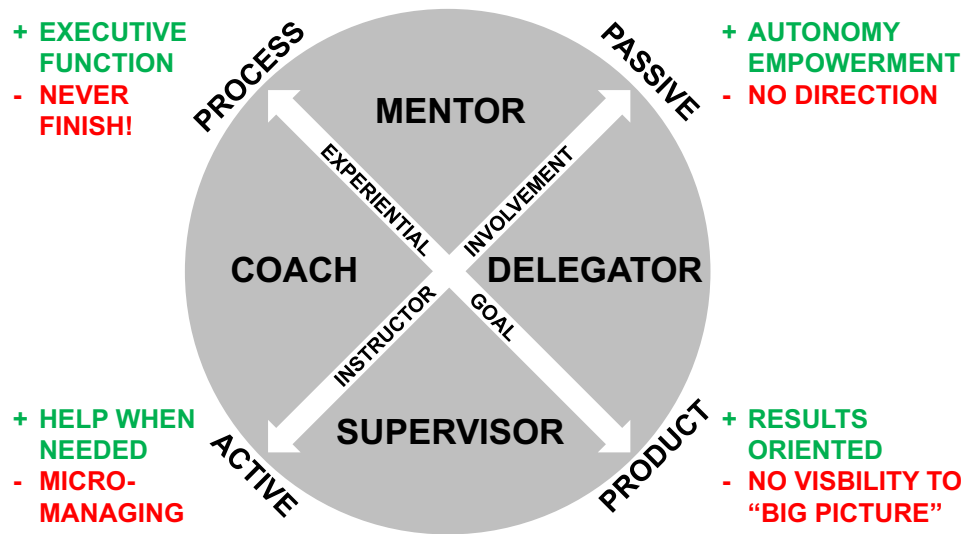 + EXECUTIVE
FUNCTION
- NEVER
FINISH!
PROCESS
PASSIVE
+ AUTONOMY
EMPOWERMENT
- NO DIRECTION
MENTOR
EXPERIENTIAL
INVOLVEMENT
COACH
DELEGATOR
INSTRUCTOR
GOAL
SUPERVISOR
+ HELP WHEN
NEEDED
- MICRO-
MANAGING
ACTIVE
PRODUCT
+ RESULTS
ORIENTED
- NO VISBILITY TO
“BIG PICTURE”